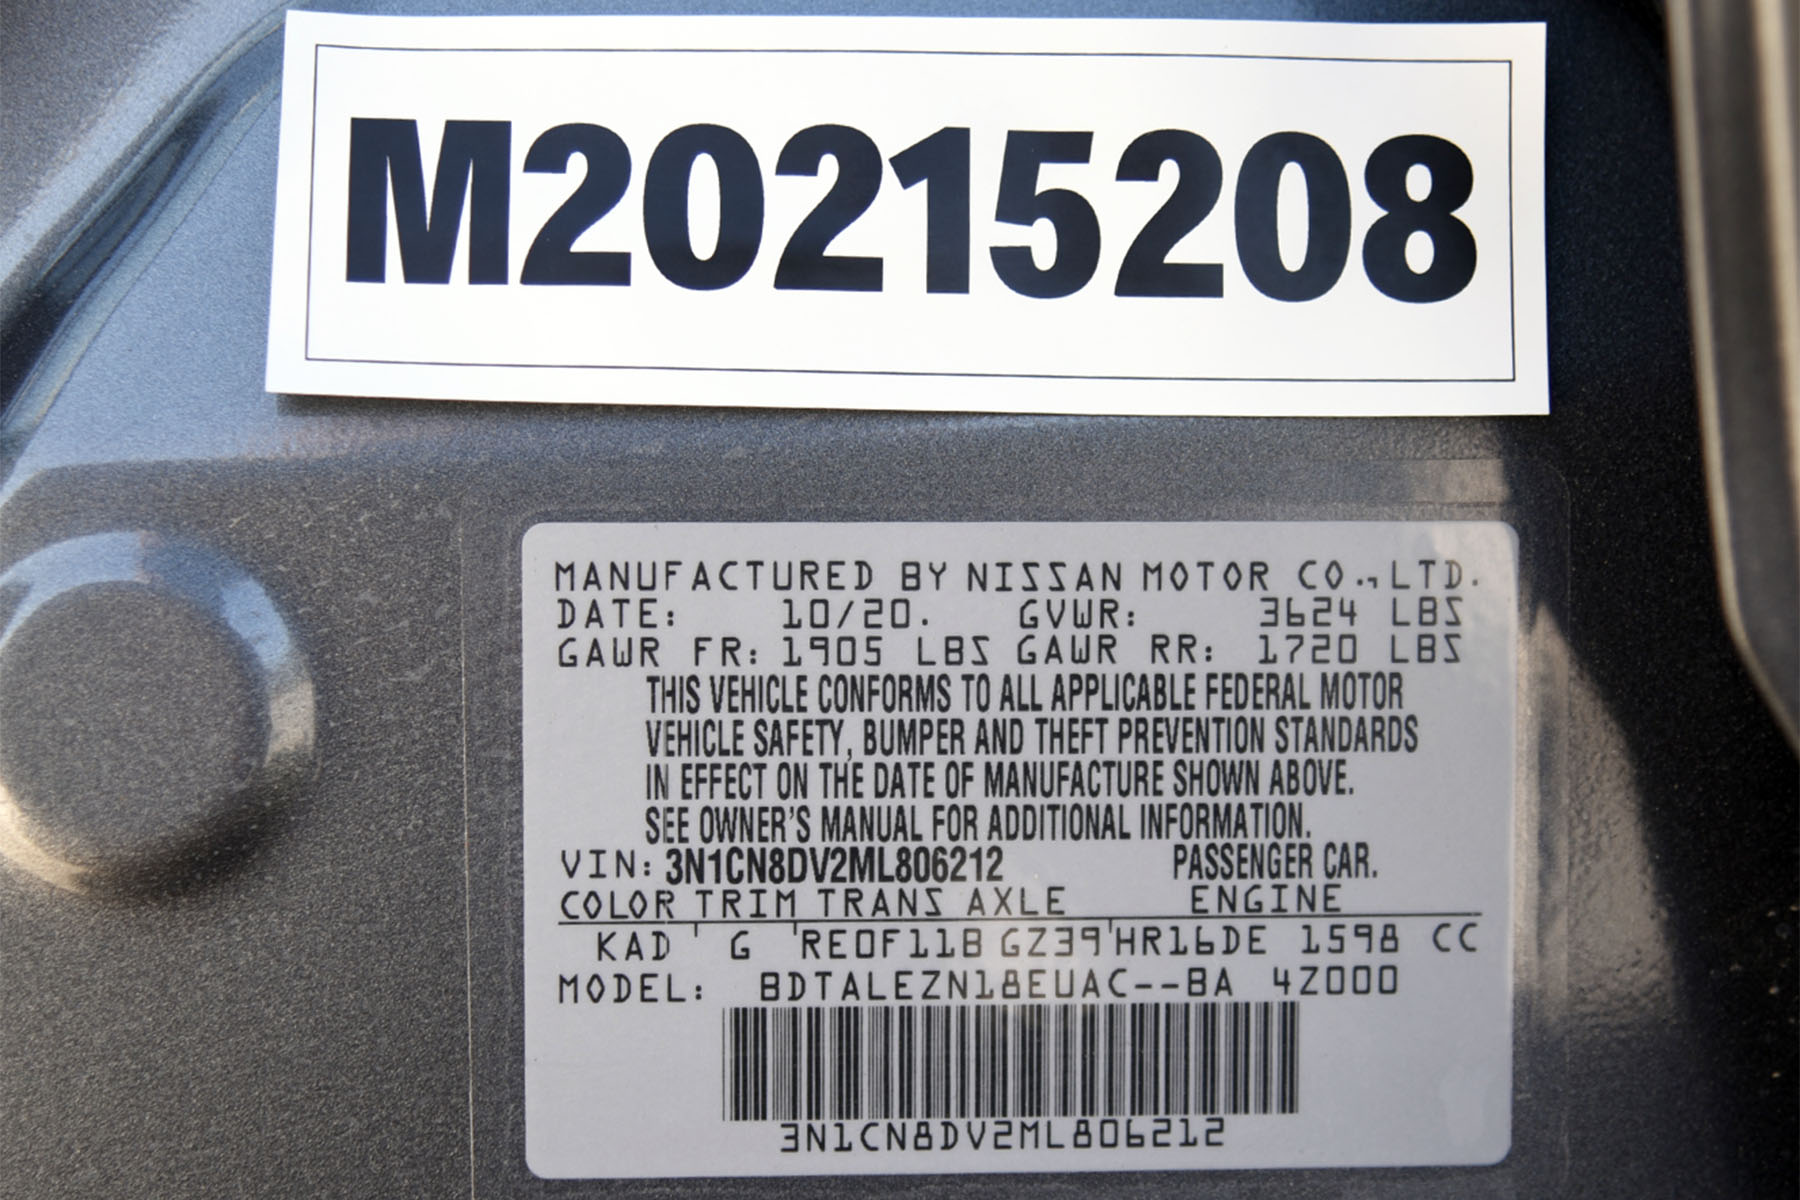 M20215208
MANUFACTURED BY NISSAN MOTOR CO.,LTD.
DATE: 10/20. GVWR: 3624 LBS
GAWR FR: 1905 LBS GAWR RR: 1720 LBS
THIS VEHICLE CONFORMS TO ALL APPLICABLE FEDERAL MOTOR
VEHICLE SAFETY, BUMPER AND THEFT PREVENTION STANDARDS
IN EFFECT ON THE DATE OF MANUFACTURE SHOWN ABOVE.
SEE OWNER'S MANUAL FOR ADDITIONAL INFORMATION.
VIN: 3N1CN8DV2ML806212 PASSENGER CAR.
COLOR TRIM TRANS AXLE ENGINE
KAD G RE0F11B GZ39 HR16DE 1598 CC
MODEL: BDTALEZN18EUAC--BA 4Z000
3N1CN8DV2ML806212